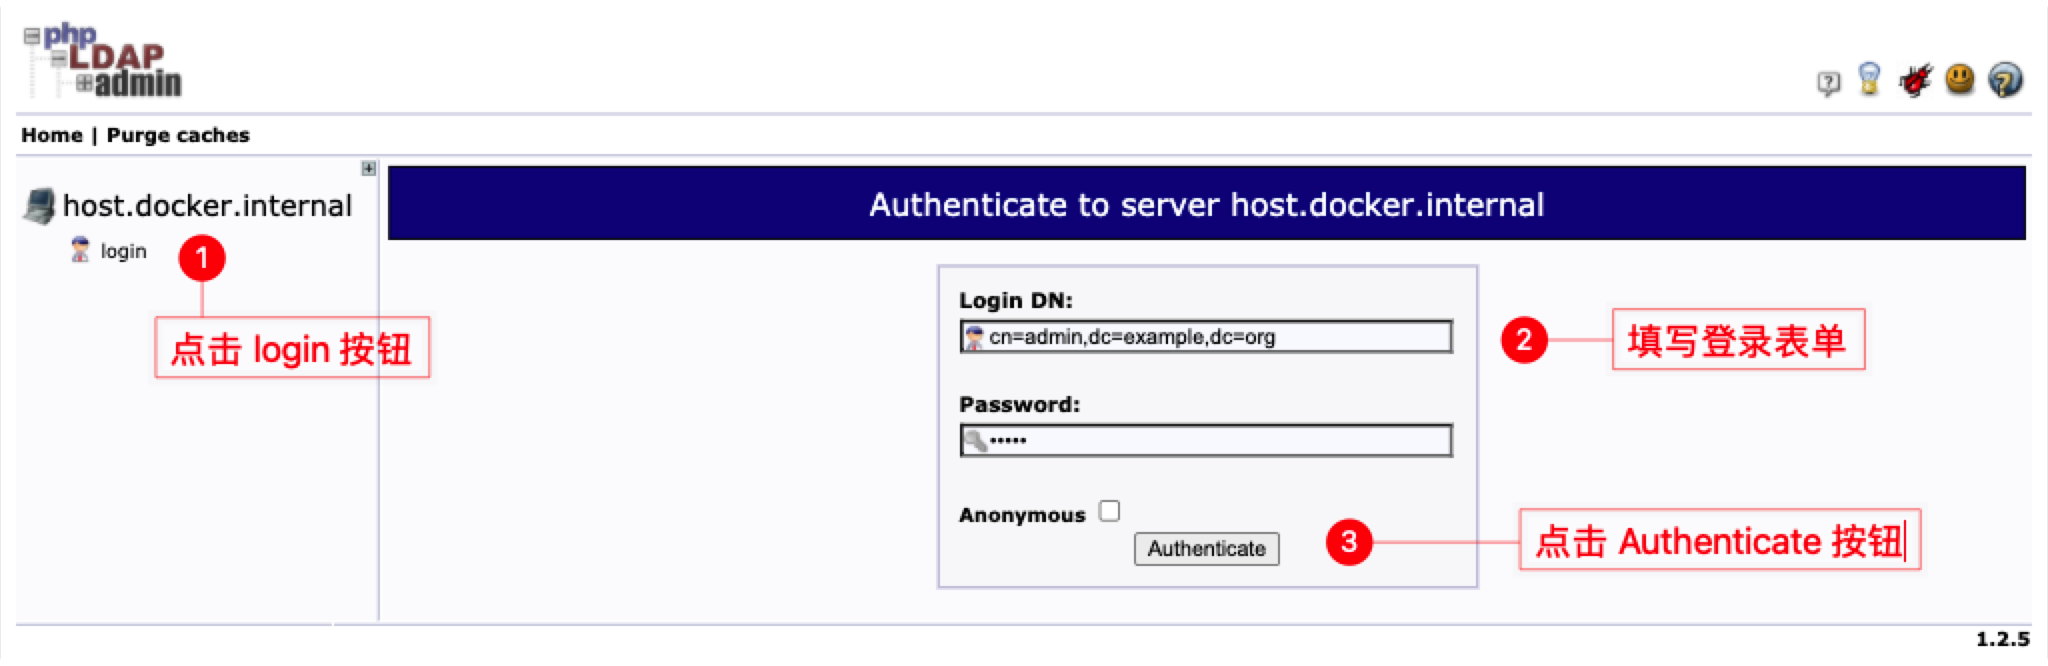 php
LDAP
admin
Home | Purge caches
host.docker.internal
login
1
点击 login 按钮
Authenticate to server host.docker.internal
Login DN:
cn=admin,dc=example,dc=org
2
填写登录表单
Password:
•••••
Anonymous
Authenticate
3
点击 Authenticate 按钮
1.2.5